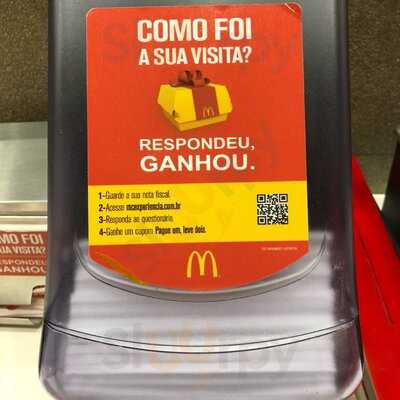 COMO FOI
A SUA VISITA?
RESPONDEU,
GANHOU.
1-Guarde a sua nota fiscal.
2-Acesse mcexperiencia.com.br
3-Responda ao questionário.
4-Ganhe um cupom Pague um, leve dois.
COMO FOI
A SUA VISITA?
RESPONDEU
GANHOU